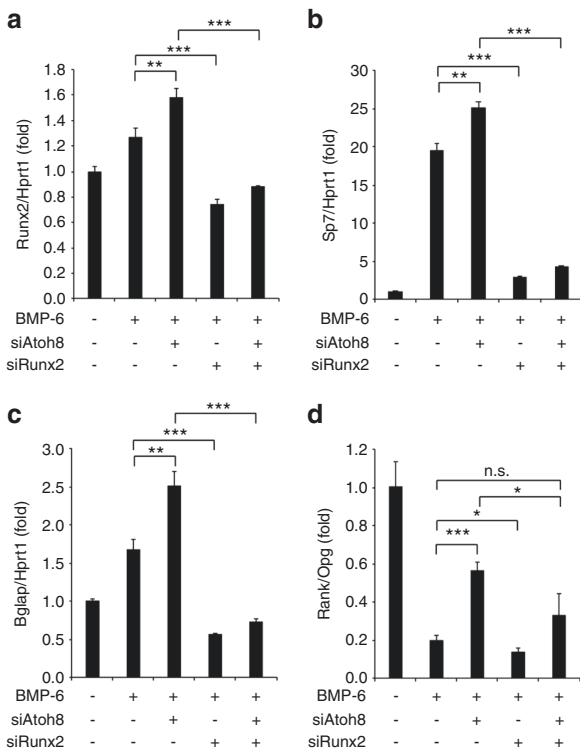 a
Runx2/Hprt1 (fold)
1.8
1.6
1.4
1.2
1.0
0.8
0.6
0.4
0.2
0.0
***
***
**
BMP-6 - + + + +
siAtoh8 - - + - +
siRunx2 - - - + +
b
Sp7/Hprt1 (fold)
30
25
20
15
10
5
0
***
***
**
BMP-6 - + + + +
siAtoh8 - - + - +
siRunx2 - - - + +
c
Bglap/Hprt1 (fold)
3.0
2.5
2.0
1.5
1.0
0.5
0.0
***
***
**
BMP-6 - + + + +
siAtoh8 - - + - +
siRunx2 - - - + +
d
Rank/Opg (fold)
1.2
1.0
0.8
0.6
0.4
0.2
0.0
n.s.
*
*
***
BMP-6 - + + + +
siAtoh8 - - + - +
siRunx2 - - - + +